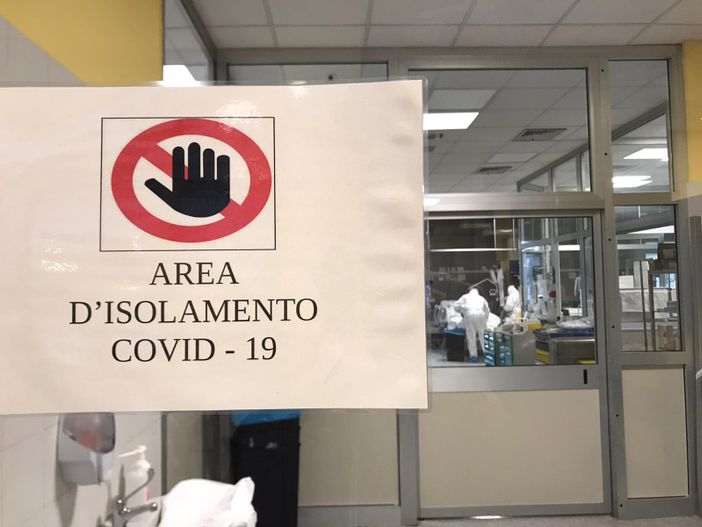 AREA
D’ISOLAMENTO
COVID - 19